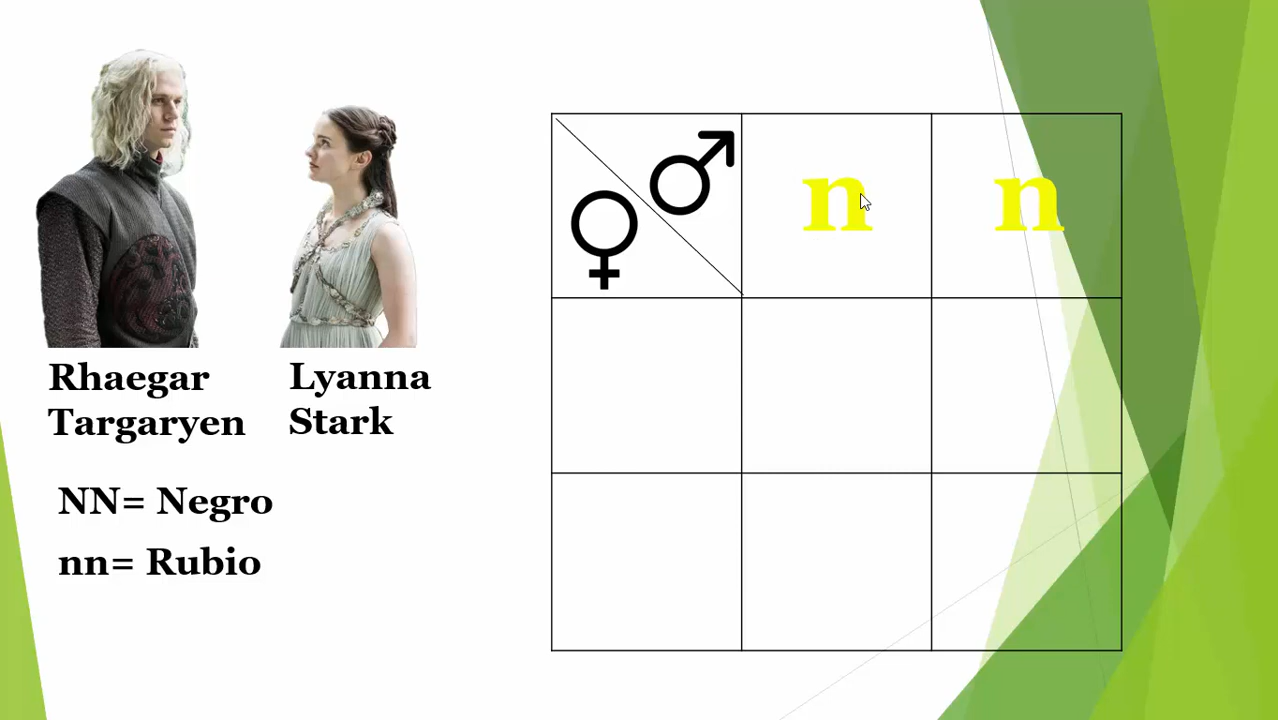 Rhaegar
Targaryen
Lyanna
Stark
NN= Negro
nn= Rubio
n
n